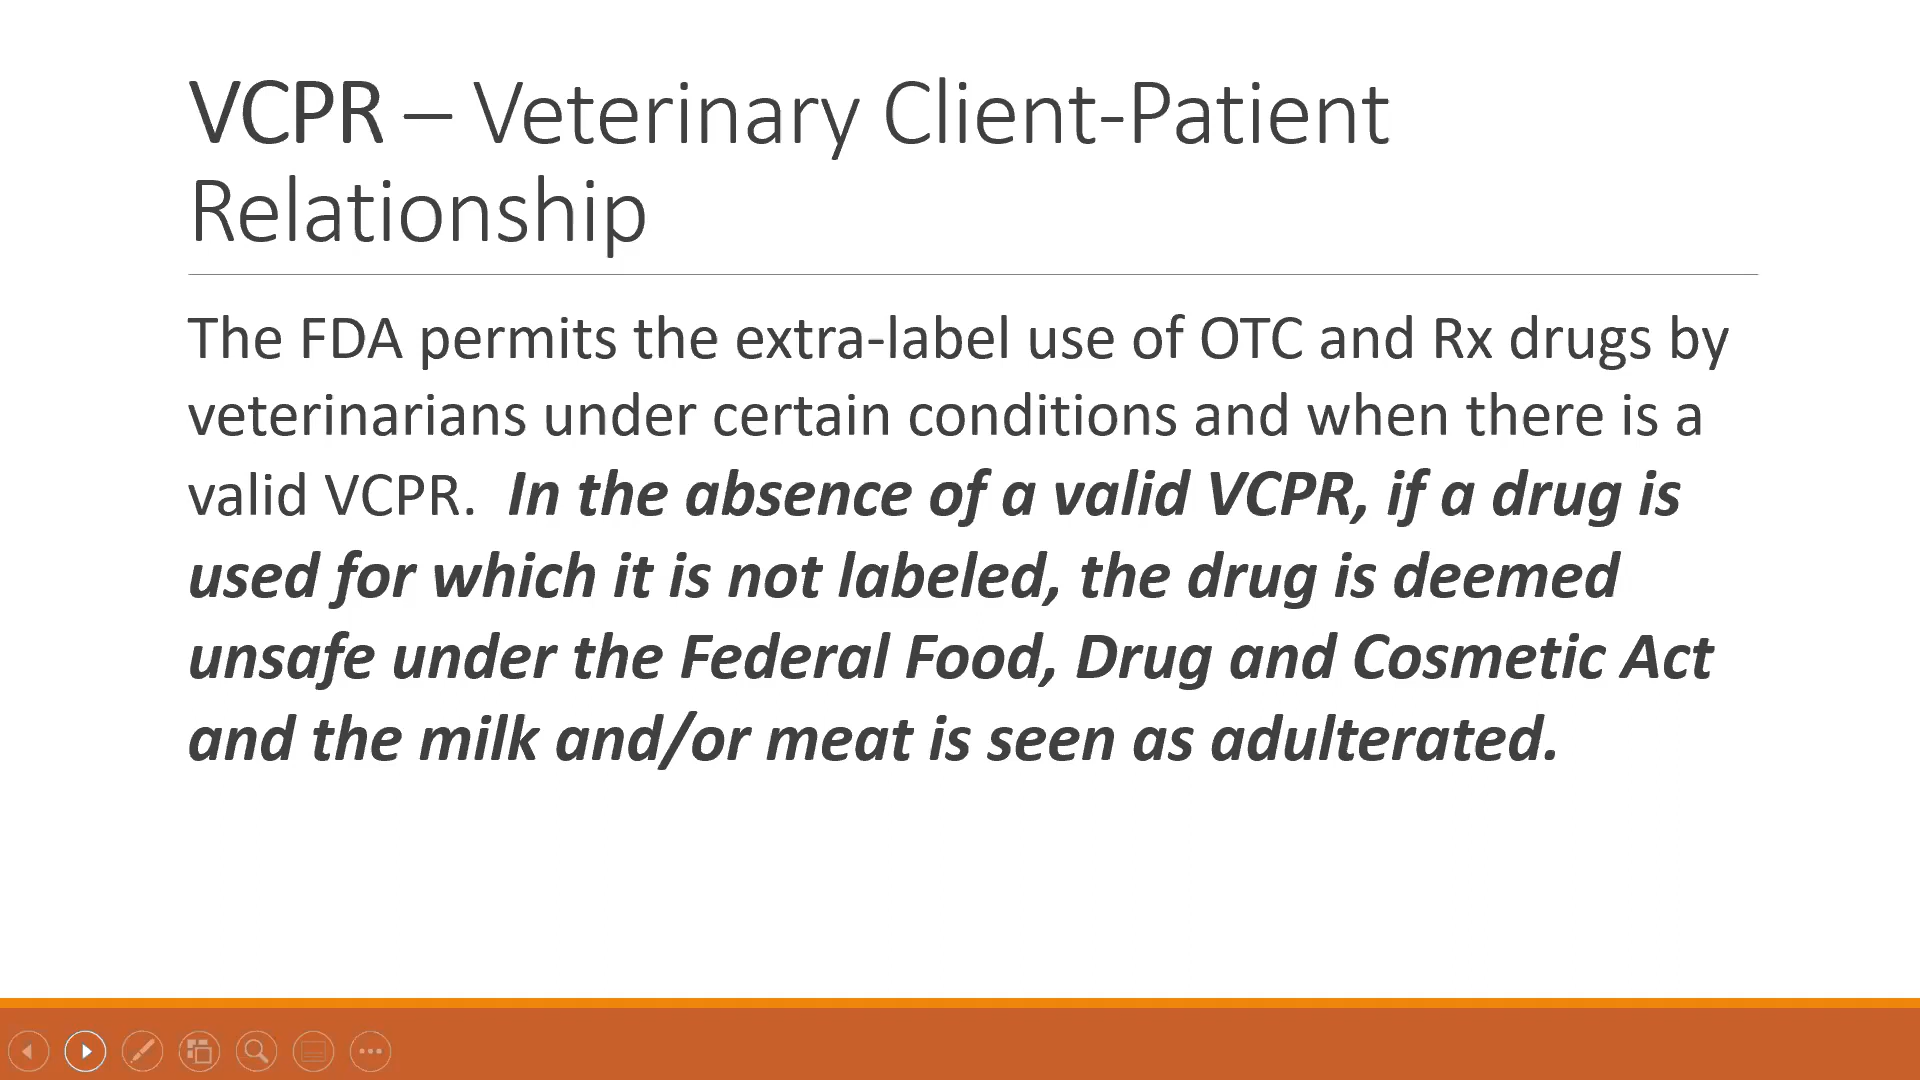 VCPR – Veterinary Client-Patient
Relationship
The FDA permits the extra-label use of OTC and Rx drugs by
veterinarians under certain conditions and when there is a
valid VCPR.  In the absence of a valid VCPR, if a drug is
used for which it is not labeled, the drug is deemed
unsafe under the Federal Food, Drug and Cosmetic Act
and the milk and/or meat is seen as adulterated.